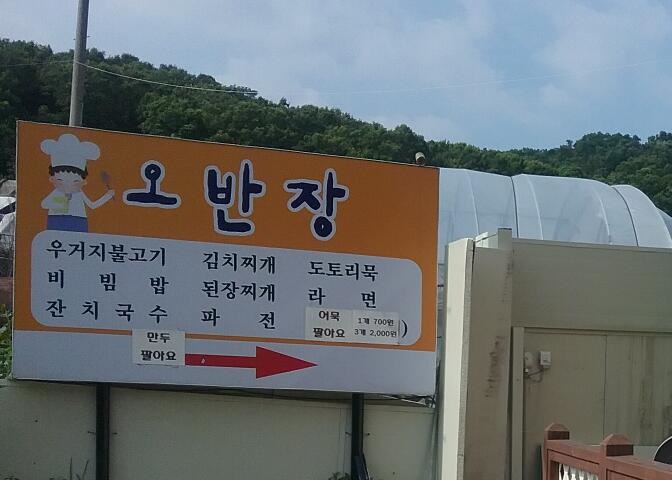 오반장
우거지불고기 김치찌개 도토리묵
비빔밥 된장찌개 라면
잔치국수 파전 어묵 1개 700원
팔아요 3개 2,000원 )
만두
팔아요